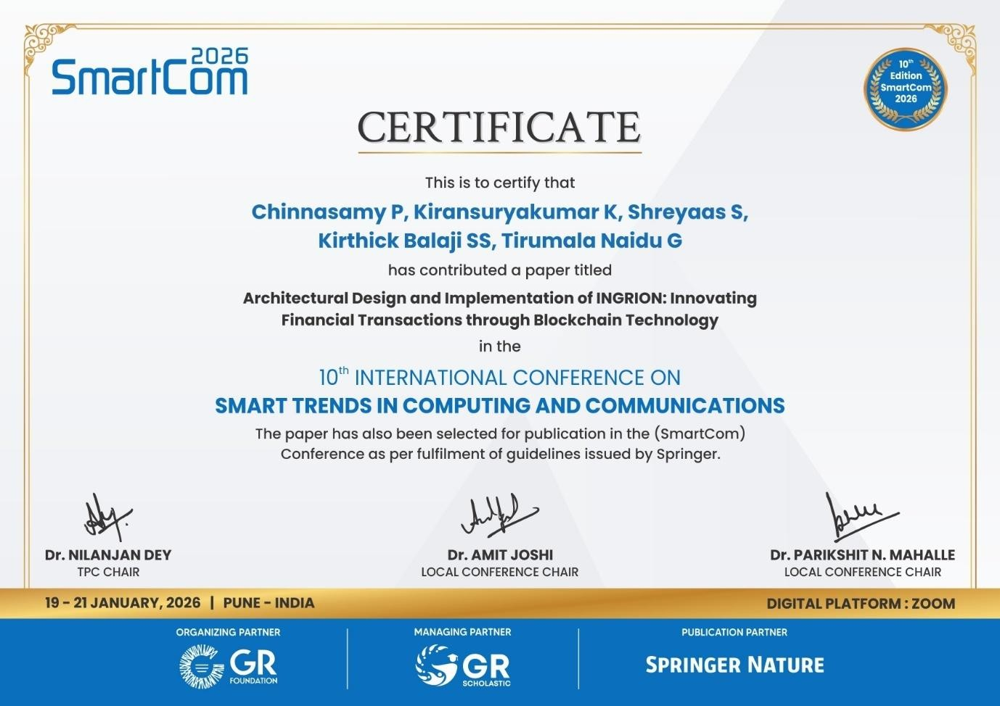 2026
SmartCom
10th
Edition
SmartCom
2026
CERTIFICATE
This is to certify that
Chinnasamy P, Kiransuryakumar K, Shreyaas S,
Kirthick Balaji SS, Tirumala Naidu G
has contributed a paper titled
Architectural Design and Implementation of INGRION: Innovating
Financial Transactions through Blockchain Technology
in the
10th INTERNATIONAL CONFERENCE ON
SMART TRENDS IN COMPUTING AND COMMUNICATIONS
The paper has also been selected for publication in the (SmartCom)
Conference as per fulfilment of guidelines issued by Springer.
Dr. NILANJAN DEY
TPC CHAIR
Dr. AMIT JOSHI
LOCAL CONFERENCE CHAIR
Dr. PARIKSHIT N. MAHALLE
LOCAL CONFERENCE CHAIR
19 - 21 JANUARY, 2026 | PUNE - INDIA
DIGITAL PLATFORM : ZOOM
ORGANIZING PARTNER
GR
FOUNDATION
MANAGING PARTNER
GR
SCHOLASTIC
PUBLICATION PARTNER
SPRINGER NATURE